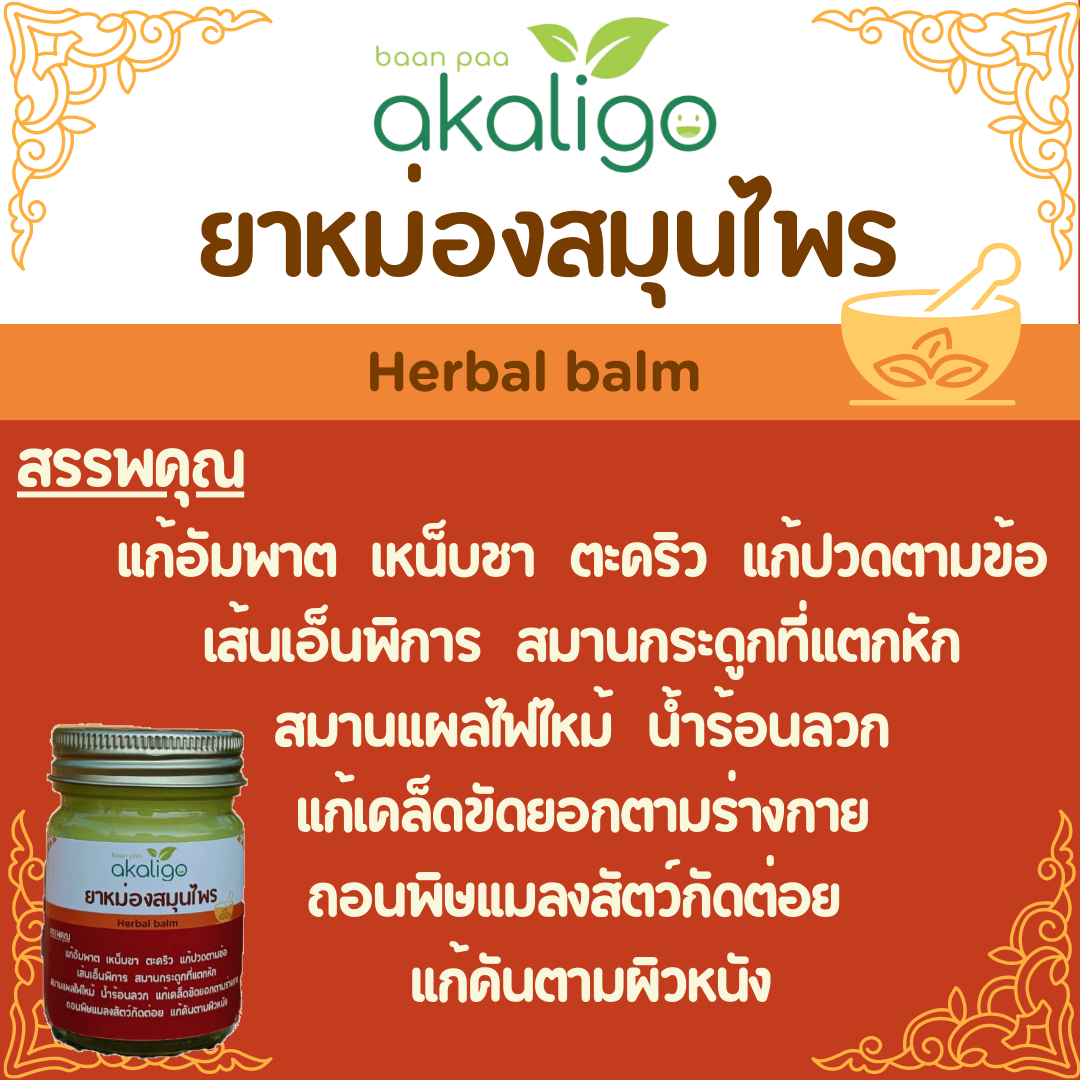 baan paa
akaligo
ยาหม่องสมุนไพร
Herbal balm
สรรพคุณ
แก้อัมพาต เหน็บชา ตะคริว แก้ปวดตามข้อ
เส้นเอ็นพิการ สมานกระดูกที่แตกหัก
สมานแผลไฟไหม้ น้ำร้อนลวก
แก้เคล็ดขัดยอกตามร่างกาย
ถอนพิษแมลงสัตว์กัดต่อย
แก้คันตามผิวหนัง
baan paa
akaligo
ยาหม่องสมุนไพร
Herbal balm
สรรพคุณ
แก้อัมพาต เหน็บชา ตะคริว แก้ปวดตามข้อ
เส้นเอ็นพิการ สมานกระดูกที่แตกหัก
สมานแผลไฟไหม้ น้ำร้อนลวก แก้เคล็ดขัดยอกตามร่างกาย
ถอนพิษแมลงสัตว์กัดต่อย แก้คันตามผิวหนัง